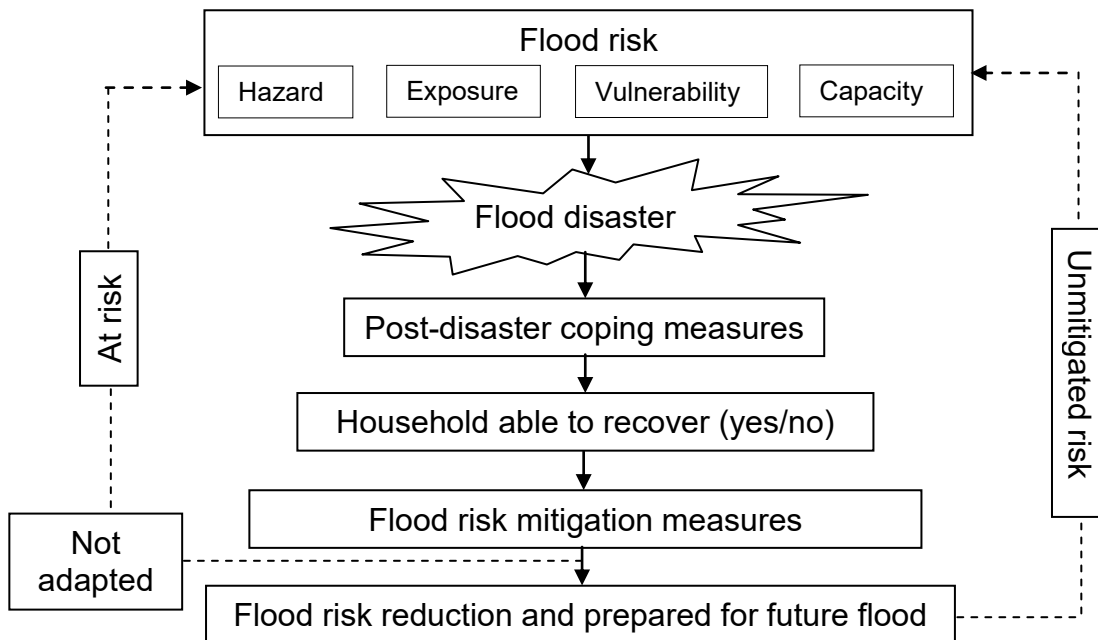 Flood risk
Hazard
Exposure
Vulnerability
Capacity
Flood disaster
At risk
Unmitigated risk
Post-disaster coping measures
Household able to recover (yes/no)
Flood risk mitigation measures
Not
adapted
Flood risk reduction and prepared for future flood